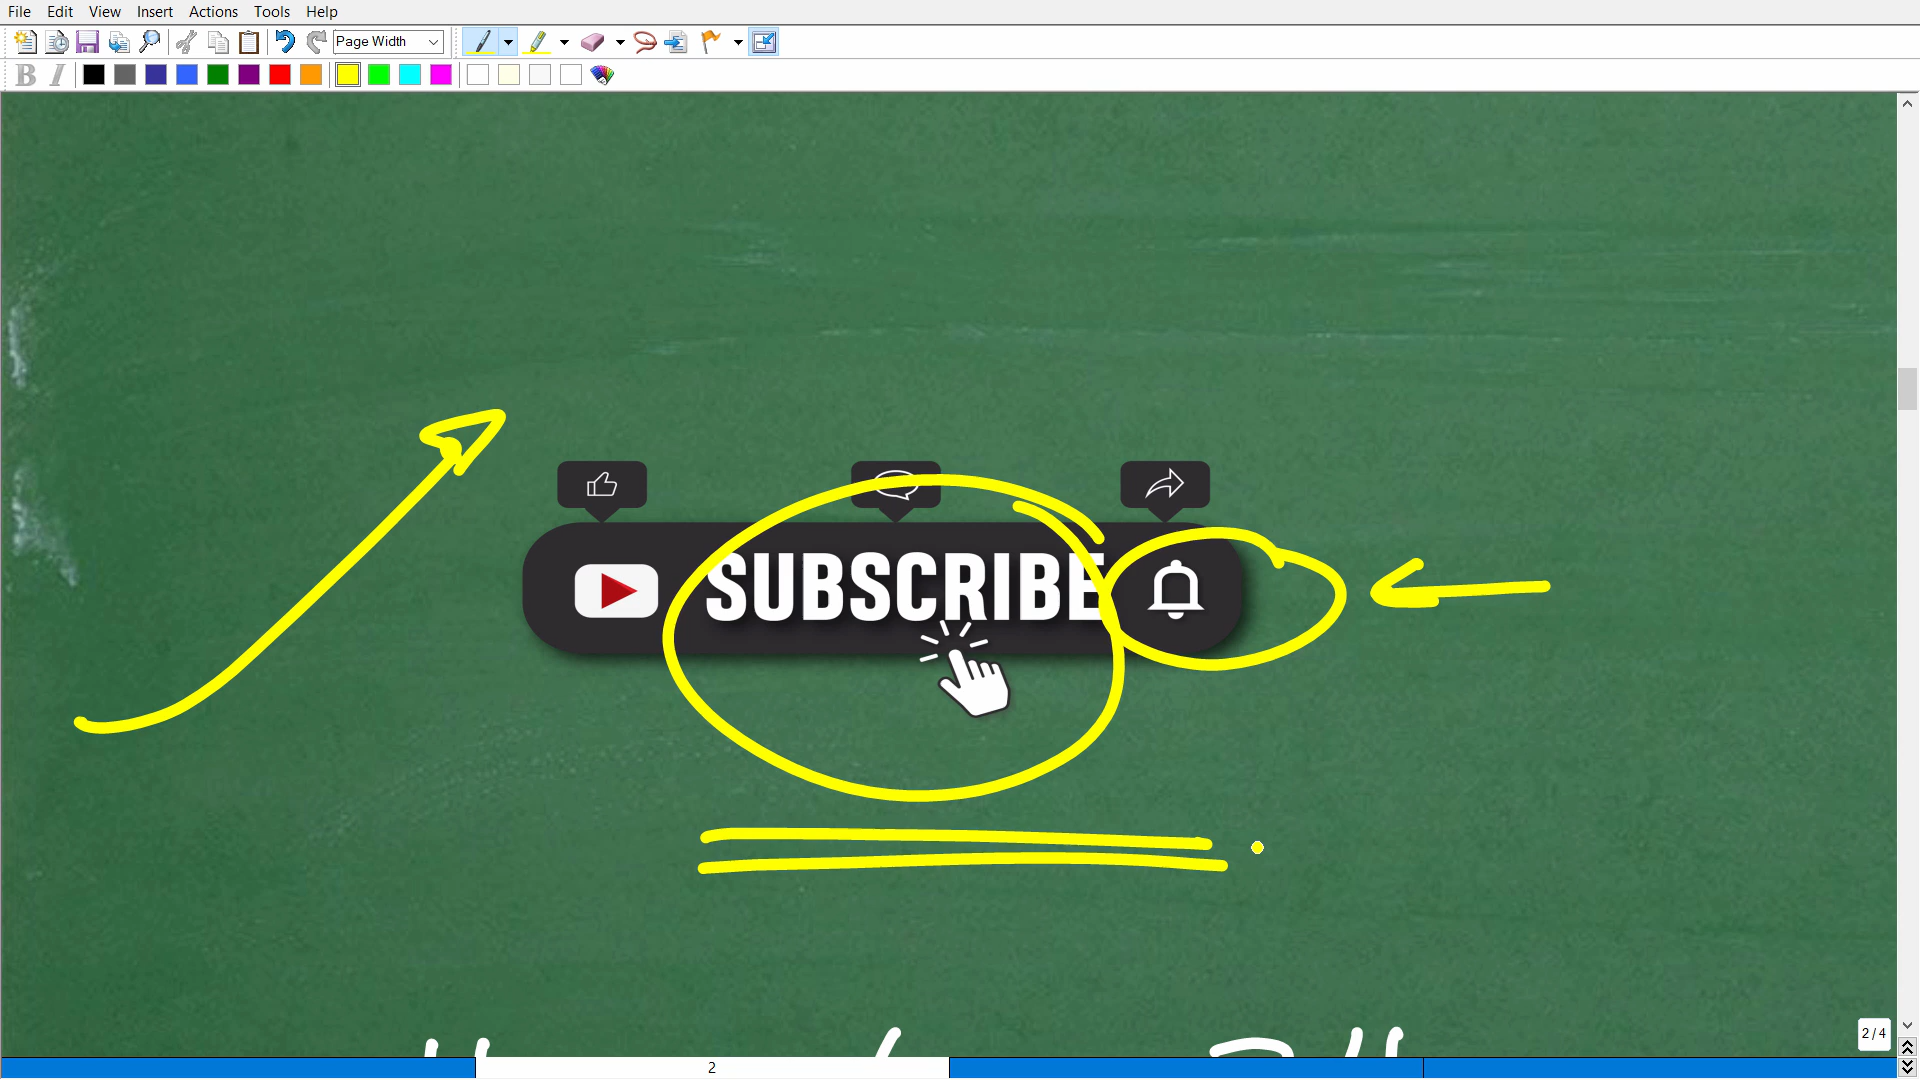 File Edit View Insert Actions Tools Help
Page Width
B I
SUBSCRIBE
2 / 4
2